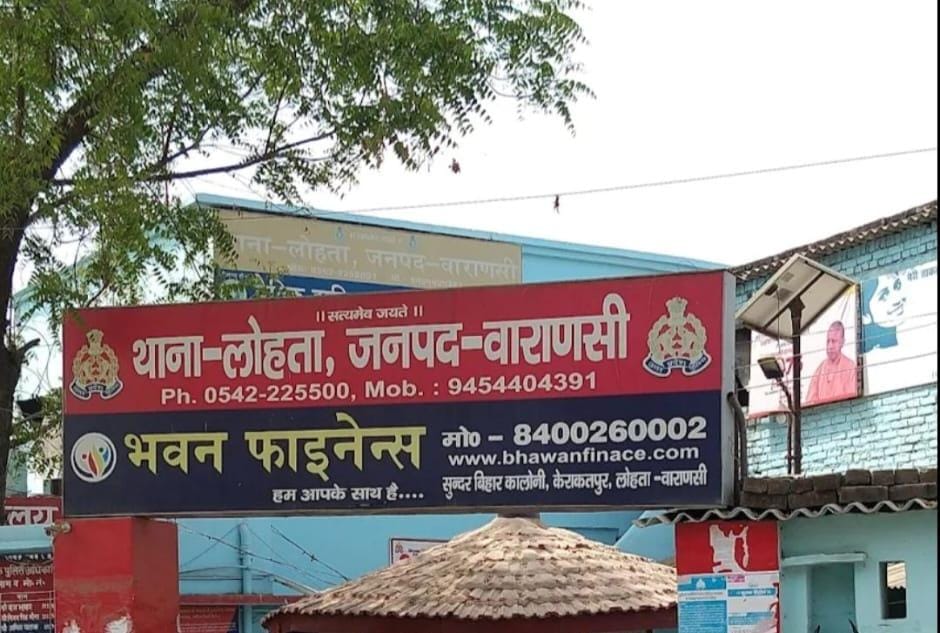 थाना-लोहता, जनपद-वाराणसी
॥ सत्यमेव जयते ॥
थाना-लोहता, जनपद-वाराणसी
Ph. 0542-225500, Mob. : 9454404391
भवन फाइनेन्स
मो० - 8400260002
www.bhawanfinace.com
हम आपके साथ है....
सुन्दर बिहार कालोनी, केराकतपुर, लोहता -वाराणसी